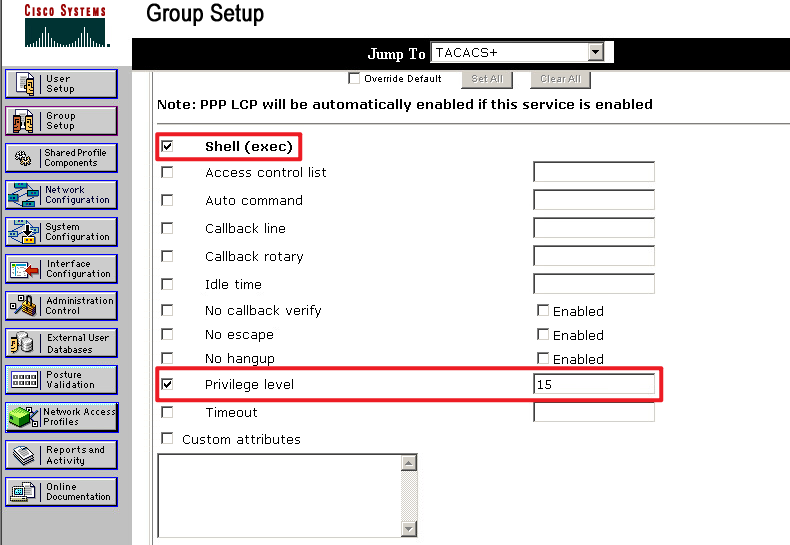 CISCO SYSTEMS
Group Setup
Jump To TACACS+
User
Setup
Group
Setup
Shared Profile
Components
Network
Configuration
System
Configuration
Interface
Configuration
Administration
Control
External User
Databases
Posture
Validation
Network Access
Profiles
Reports and
Activity
Online
Documentation
Override Default Set All Clear All
Note: PPP LCP will be automatically enabled if this service is enabled
Shell (exec)
Access control list
Auto command
Callback line
Callback rotary
Idle time
No callback verify Enabled
No escape Enabled
No hangup Enabled
Privilege level 15
Timeout
Custom attributes